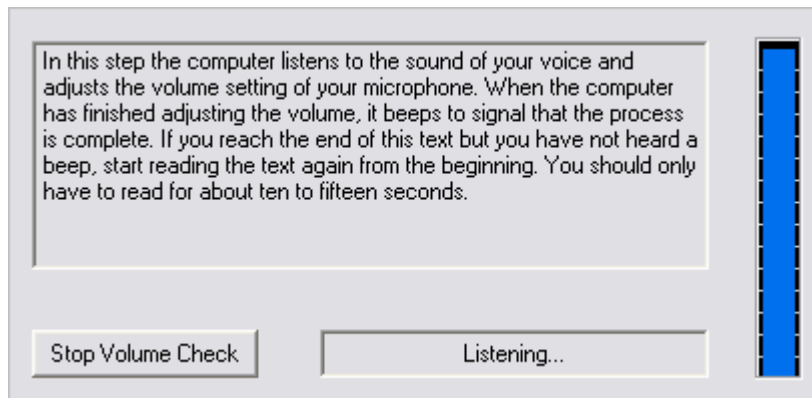 In this step the computer listens to the sound of your voice and
adjusts the volume setting of your microphone. When the computer
has finished adjusting the volume, it beeps to signal that the process
is complete. If you reach the end of this text but you have not heard a
beep, start reading the text again from the beginning. You should only
have to read for about ten to fifteen seconds.
Stop Volume Check
Listening...